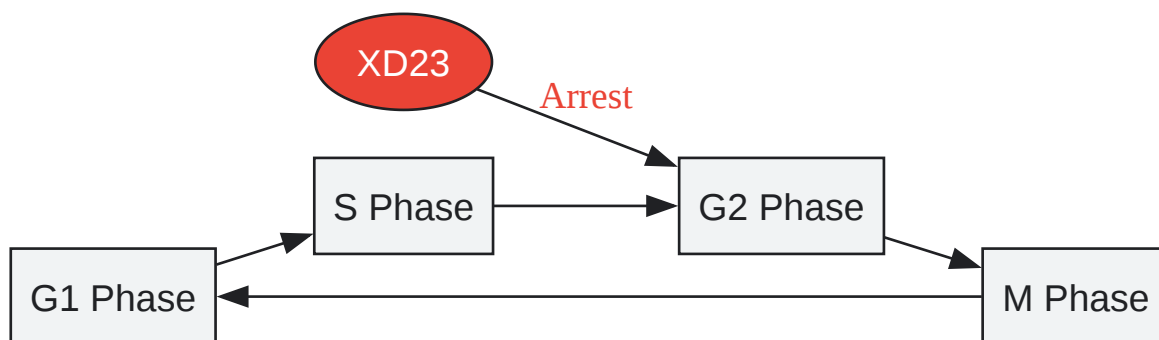 XD23
Arrest
S Phase
G2 Phase
G1 Phase
M Phase